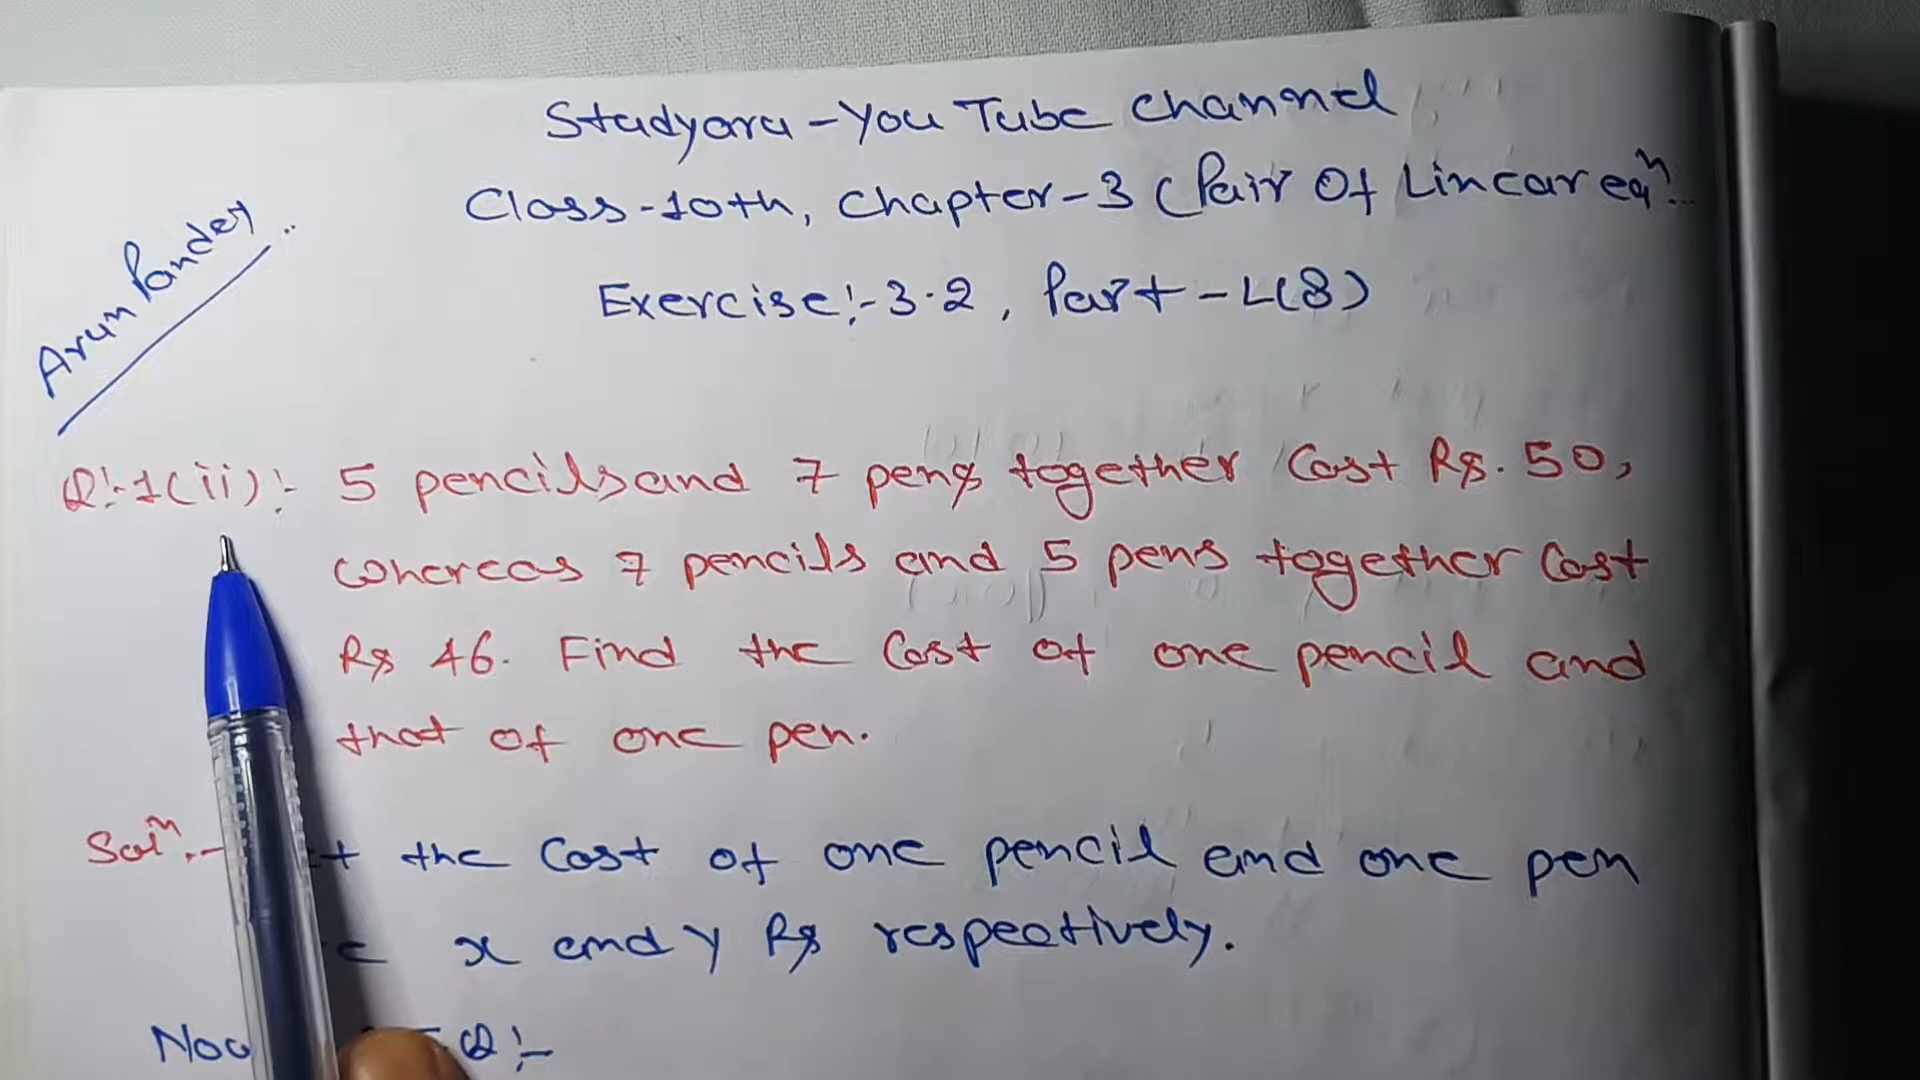 Studyara - You Tube Channel
Class-10th, Chapter-3 (Pair Of Linear eqn..
Exercise:-3.2, Part-L(8)
Arun Pandey..
Q:-1(ii):- 5 pencils and 7 pens together Cost Rs. 50,
whereas 7 pencils and 5 pens together Cost
Rs 46. Find the Cost of one pencil and
that of one pen.
Soln.- the Cost of one pencil and one pen
x and y Rs respectively.
Q:-